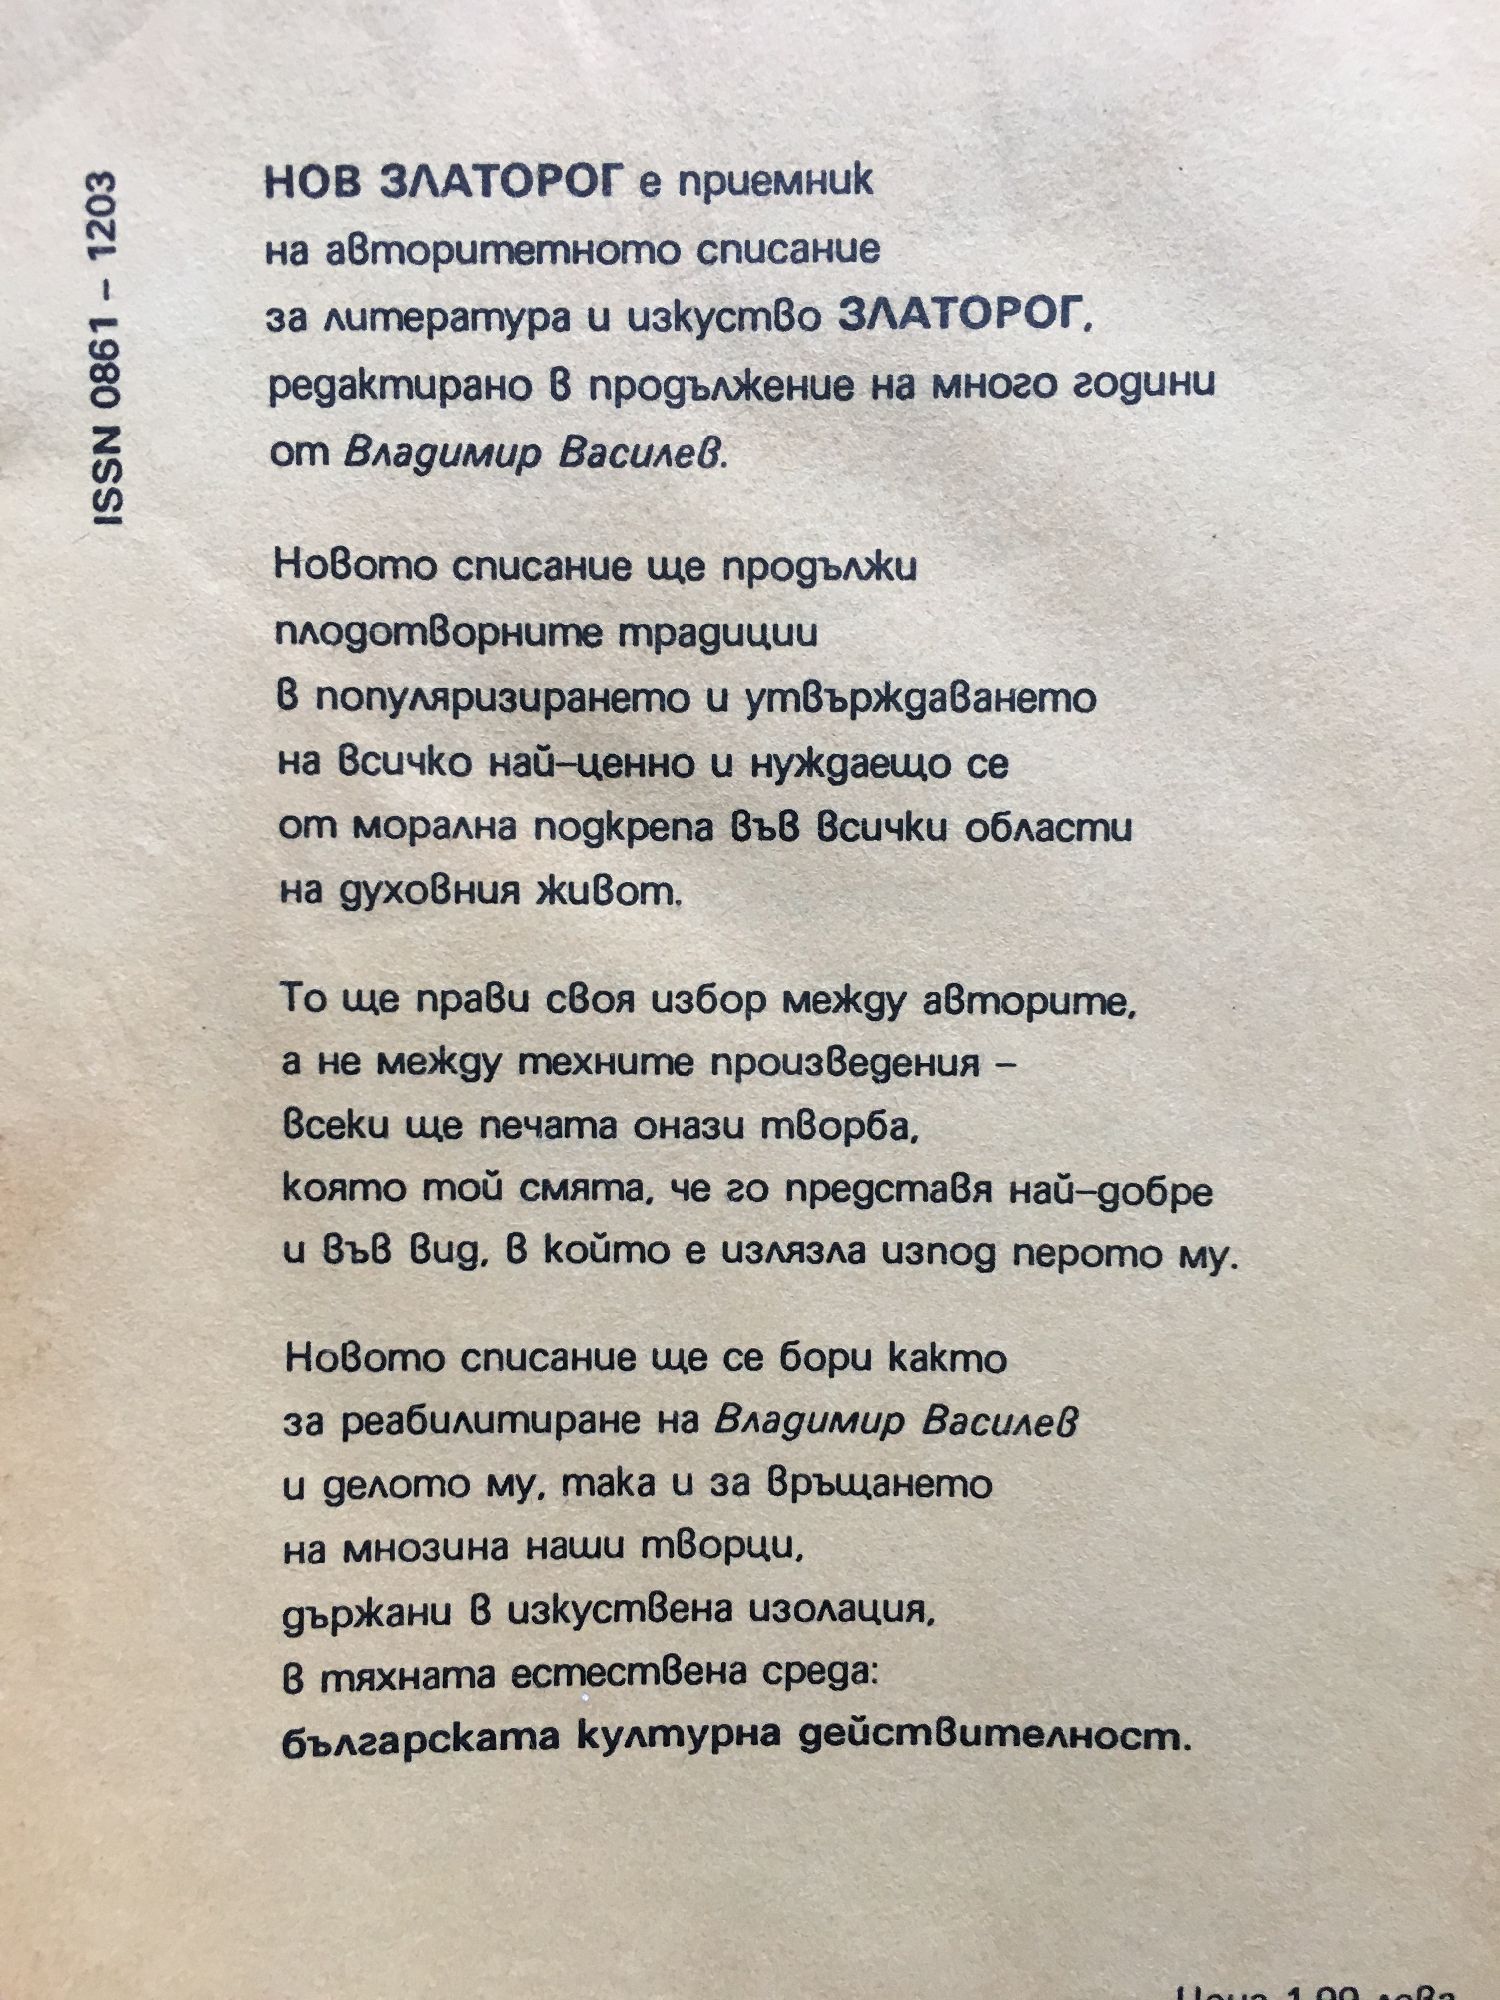 ISSN 0861 – 1203
НОВ ЗЛАТОРОГ е приемник
на авторитетното списание
за литература и изкуство ЗЛАТОРОГ,
редактирано в продължение на много години
от Владимир Василев.
Новото списание ще продължи
плодотворните традиции
в популяризирането и утвърждаването
на всичко най–ценно и нуждаещо се
от морална подкрепа във всички области
на духовния живот.
То ще прави своя избор между авторите,
а не между техните произведения –
всеки ще печата онази творба,
която той смята, че го представя най–добре
и във вид, в който е излязла изпод перото му.
Новото списание ще се бори както
за реабилитиране на Владимир Василев
и делото му, така и за връщането
на мнозина наши творци,
държани в изкуствена изолация,
в тяхната естествена среда:
българската културна действителност.
Цена 1,99 лева